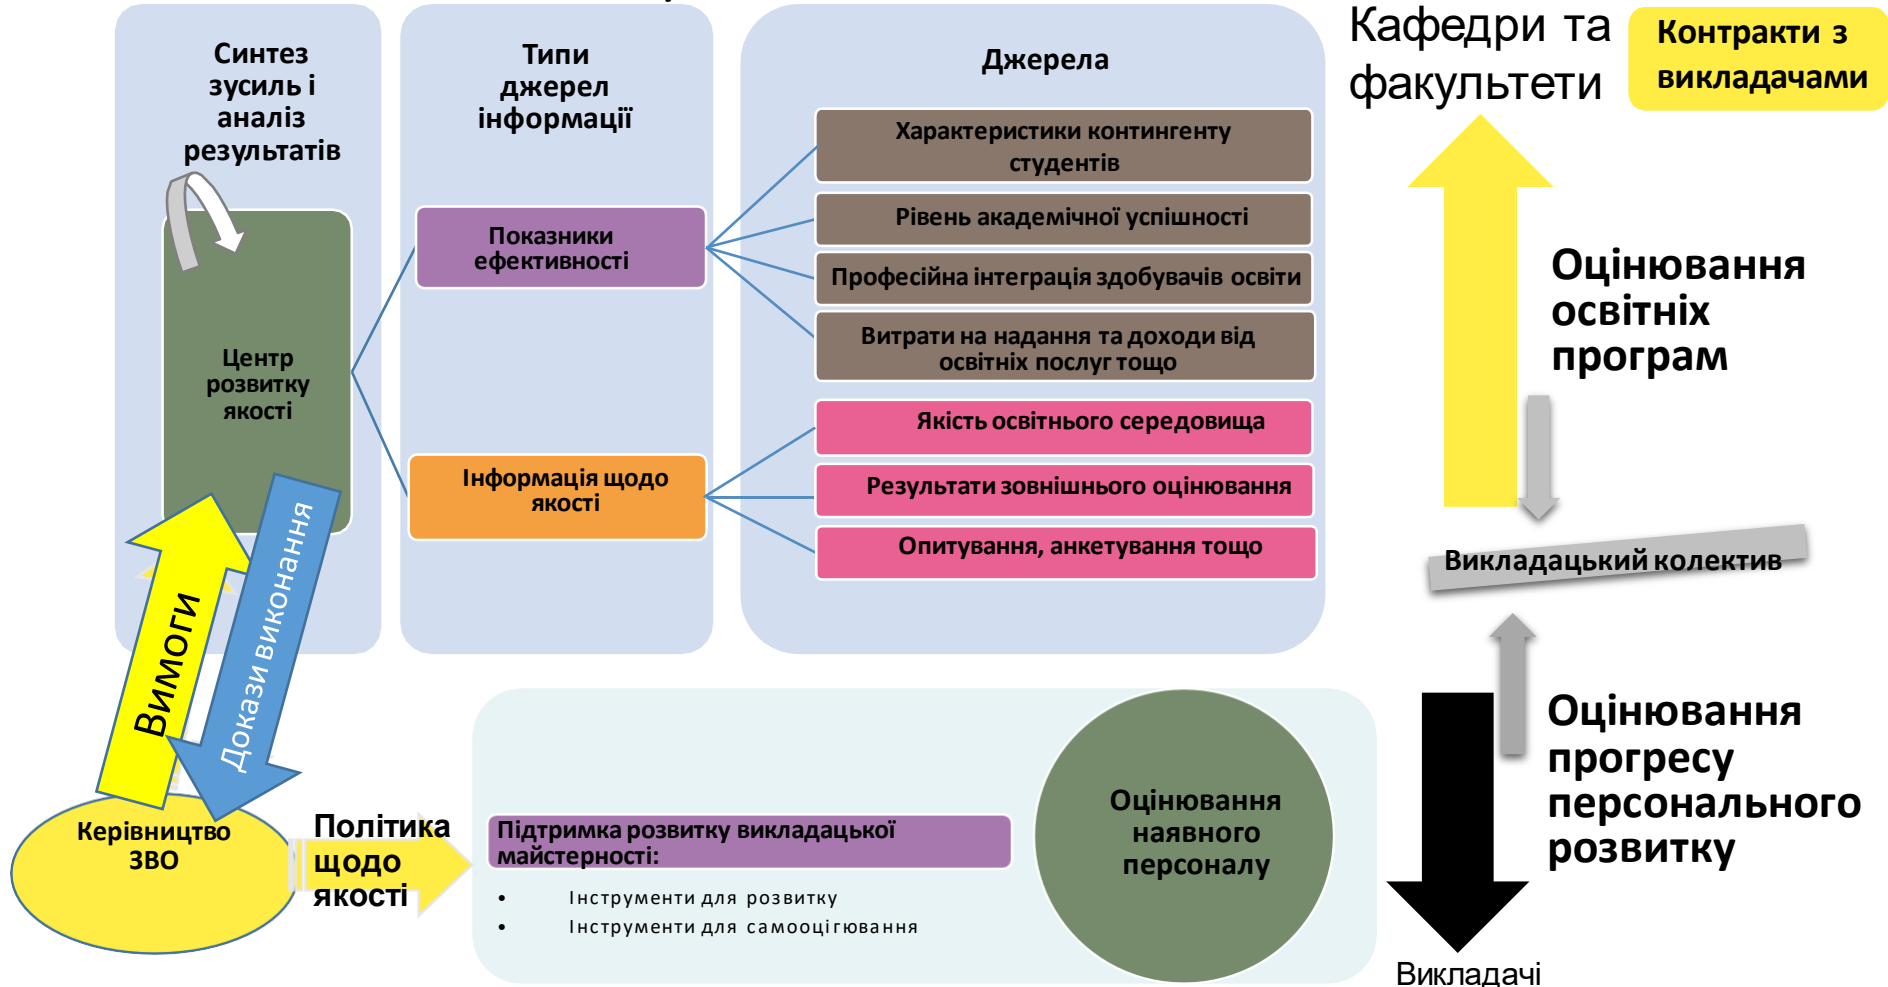 Синтез
зусиль і
аналіз
результатів
Типи
джерел
інформації
Джерела
Кафедри та
факультети
Контракти з
викладачами
Центр
розвитку
якості
Показники
ефективності
Інформація щодо
якості
Характеристики контингенту
студентів
Рівень академічної успішності
Професійна інтеграція здобувачів освіти
Витрати на надання та доходи від
освітніх послуг тощо
Якість освітнього середовища
Результати зовнішнього оцінювання
Опитування, анкетування тощо
Оцінювання
освітніх
програм
Викладацький колектив
Оцінювання
прогресу
персонального
розвитку
Викладачі
Вимоги
Докази виконання
Керівництво
ЗВО
Політика
щодо
якості
Підтримка розвитку викладацької
майстерності:
• Інструменти для розвитку
• Інструменти для самооцігювання
Оцінювання
наявного
персоналу